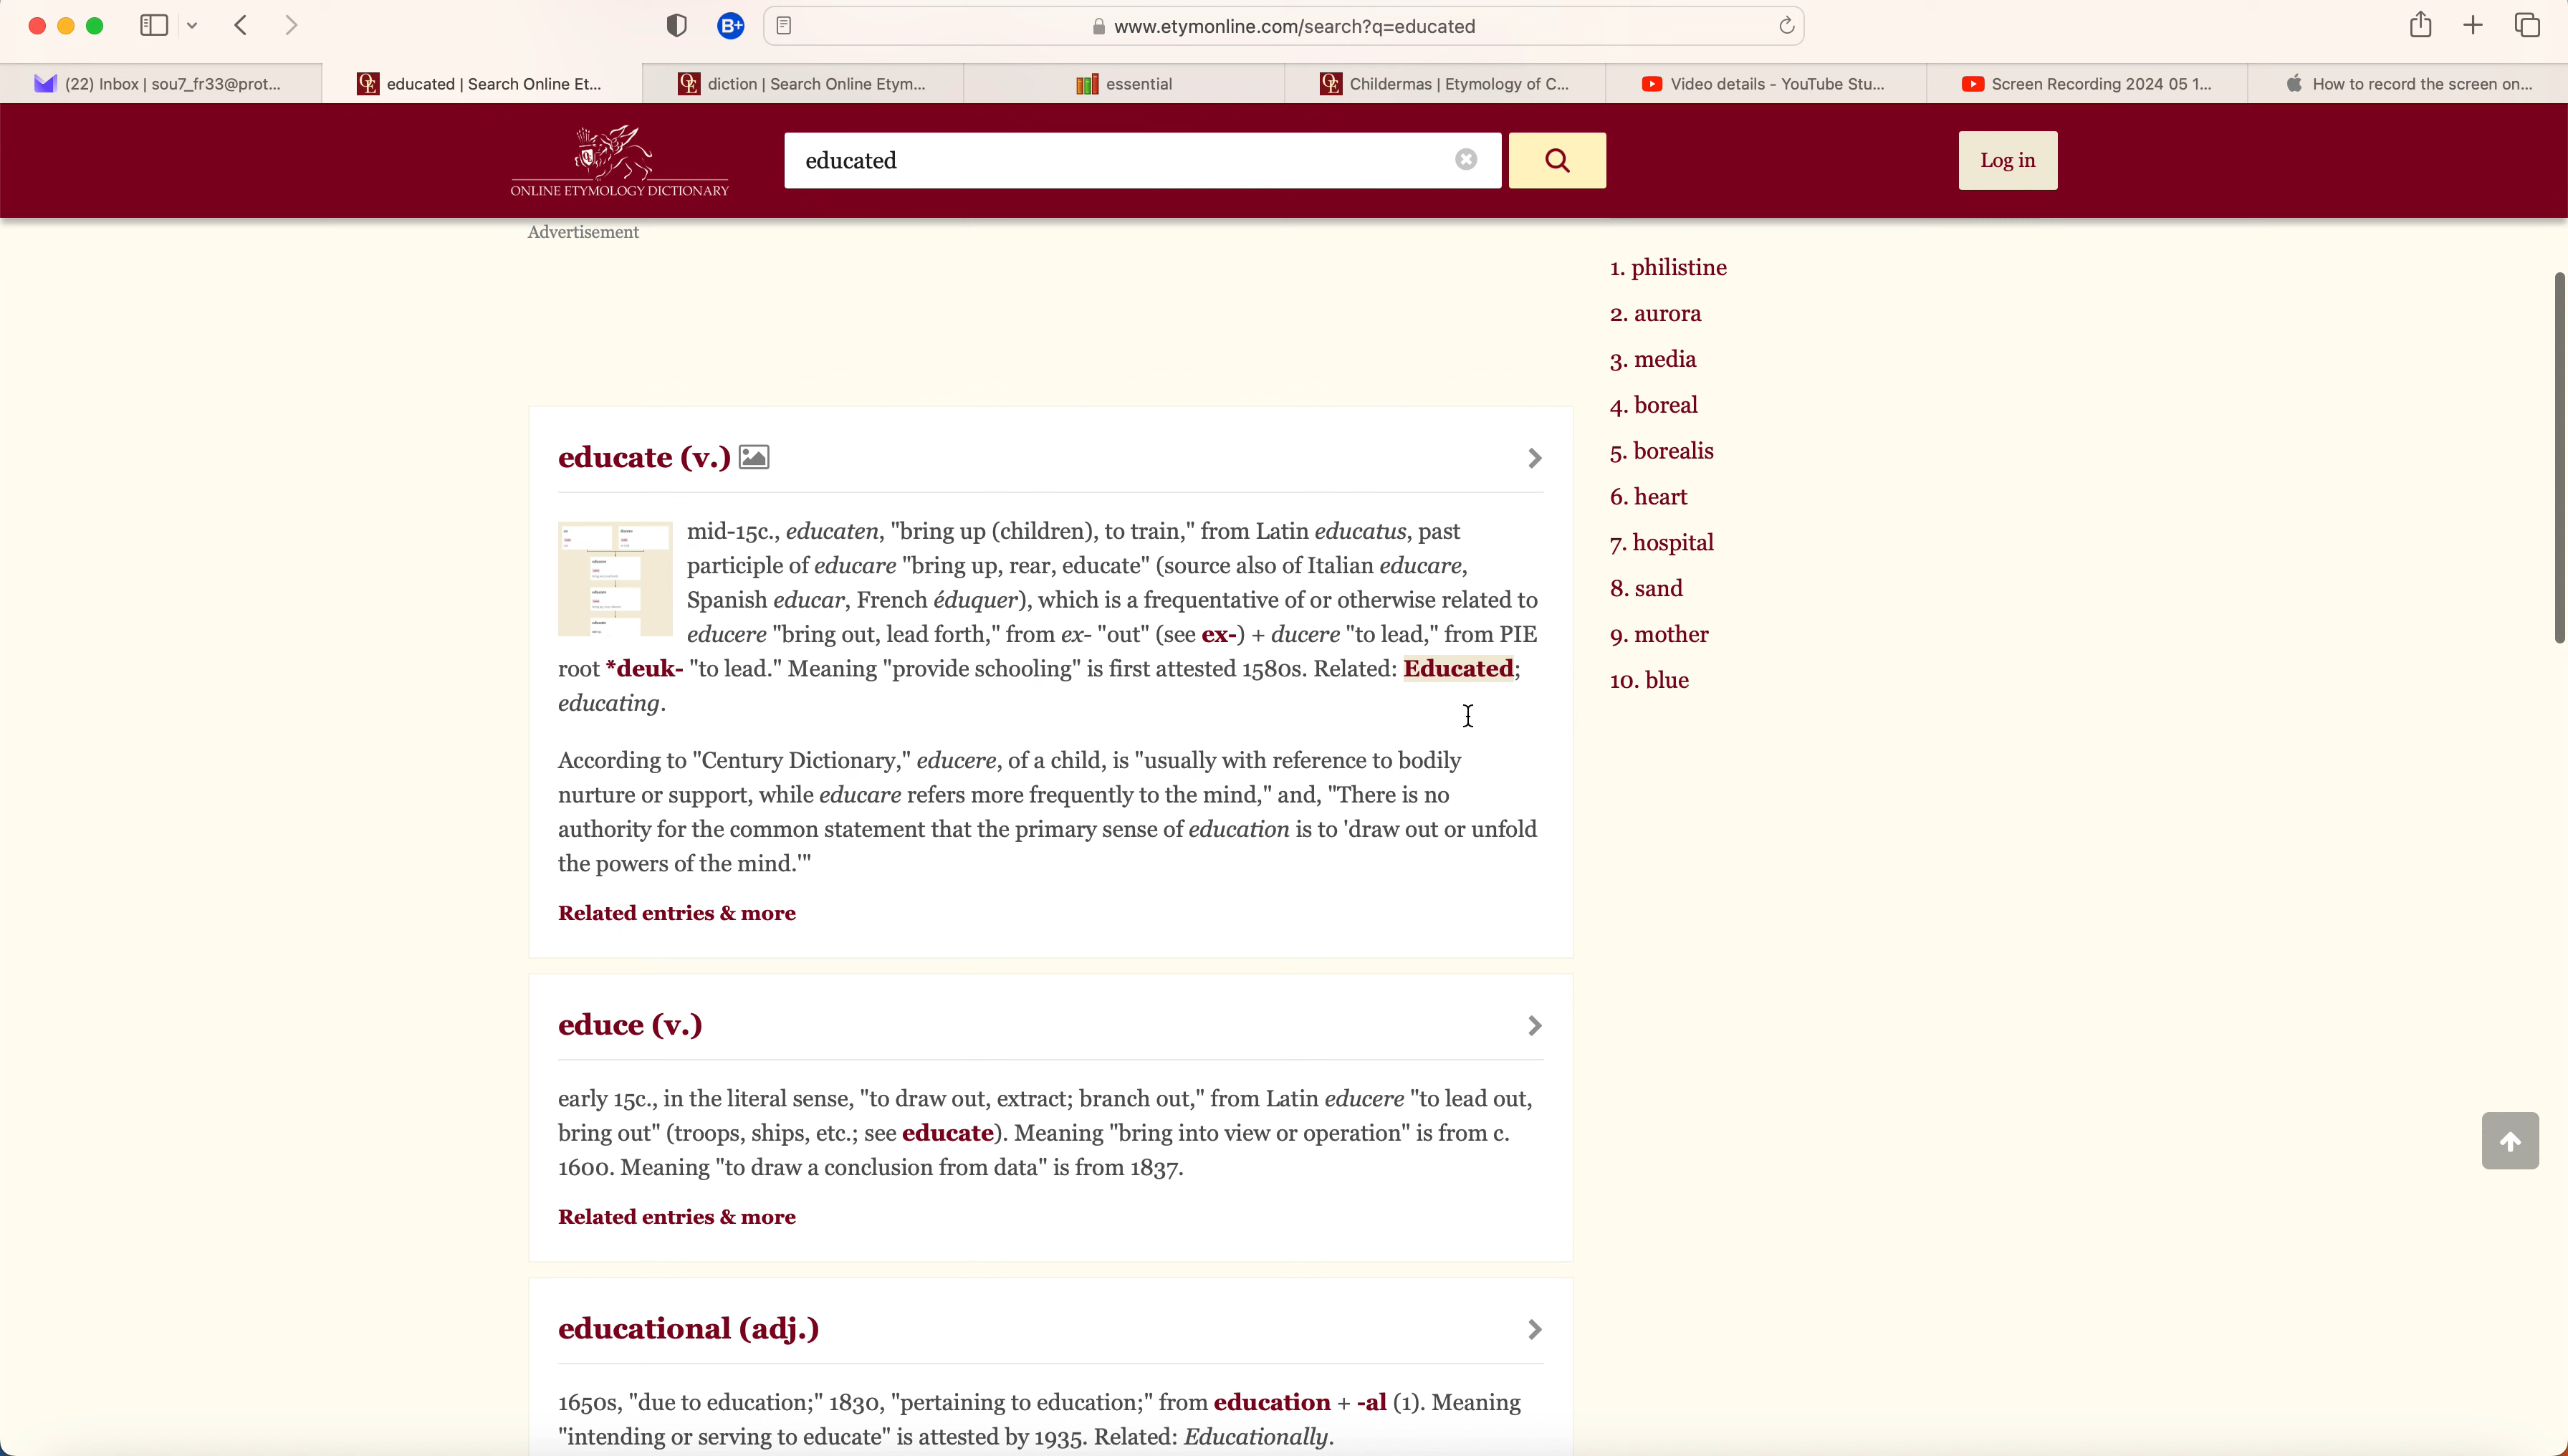 B+
www.etymonline.com/search?q=educated
(22) Inbox | sou7_fr33@prot...
educated | Search Online Et...
diction | Search Online Etym...
essential
Childermas | Etymology of C...
Video details - YouTube Stu...
Screen Recording 2024 05 1...
How to record the screen on...
ONLINE ETYMOLOGY DICTIONARY
educated
Log in
Advertisement
1. philistine
2. aurora
3. media
4. boreal
5. borealis
6. heart
7. hospital
8. sand
9. mother
10. blue
educate (v.)
mid-15c., educaten, "bring up (children), to train," from Latin educatus, past
participle of educare "bring up, rear, educate" (source also of Italian educare,
Spanish educar, French éduquer), which is a frequentative of or otherwise related to
educere "bring out, lead forth," from ex- "out" (see ex-) + ducere "to lead," from PIE
root *deuk- "to lead." Meaning "provide schooling" is first attested 1580s. Related: Educated;
educating.
According to "Century Dictionary," educere, of a child, is "usually with reference to bodily
nurture or support, while educare refers more frequently to the mind," and, "There is no
authority for the common statement that the primary sense of education is to 'draw out or unfold
the powers of the mind.'"
Related entries & more
educe (v.)
early 15c., in the literal sense, "to draw out, extract; branch out," from Latin educere "to lead out,
bring out" (troops, ships, etc.; see educate). Meaning "bring into view or operation" is from c.
1600. Meaning "to draw a conclusion from data" is from 1837.
Related entries & more
educational (adj.)
1650s, "due to education;" 1830, "pertaining to education;" from education + -al (1). Meaning
"intending or serving to educate" is attested by 1935. Related: Educationally.